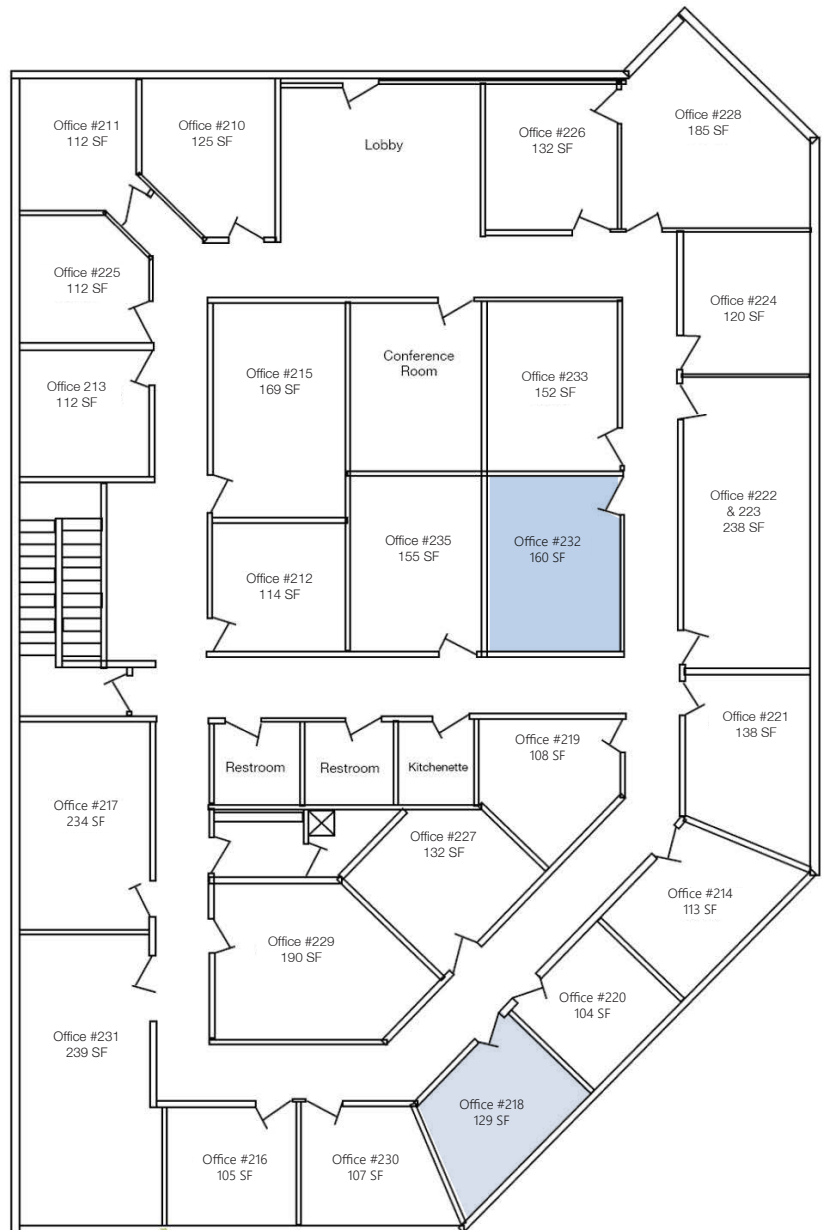 Office #211
112 SF
Office #210
125 SF
Lobby
Office #226
132 SF
Office #228
185 SF
Office #225
112 SF
Office #224
120 SF
Office 213
112 SF
Office #215
169 SF
Conference
Room
Office #233
152 SF
Office #222
& 223
238 SF
Office #212
114 SF
Office #235
155 SF
Office #232
160 SF
Office #221
138 SF
Office #217
234 SF
Restroom
Restroom
Kitchenette
Office #219
108 SF
Office #227
132 SF
Office #214
113 SF
Office #229
190 SF
Office #220
104 SF
Office #231
239 SF
Office #218
129 SF
Office #216
105 SF
Office #230
107 SF